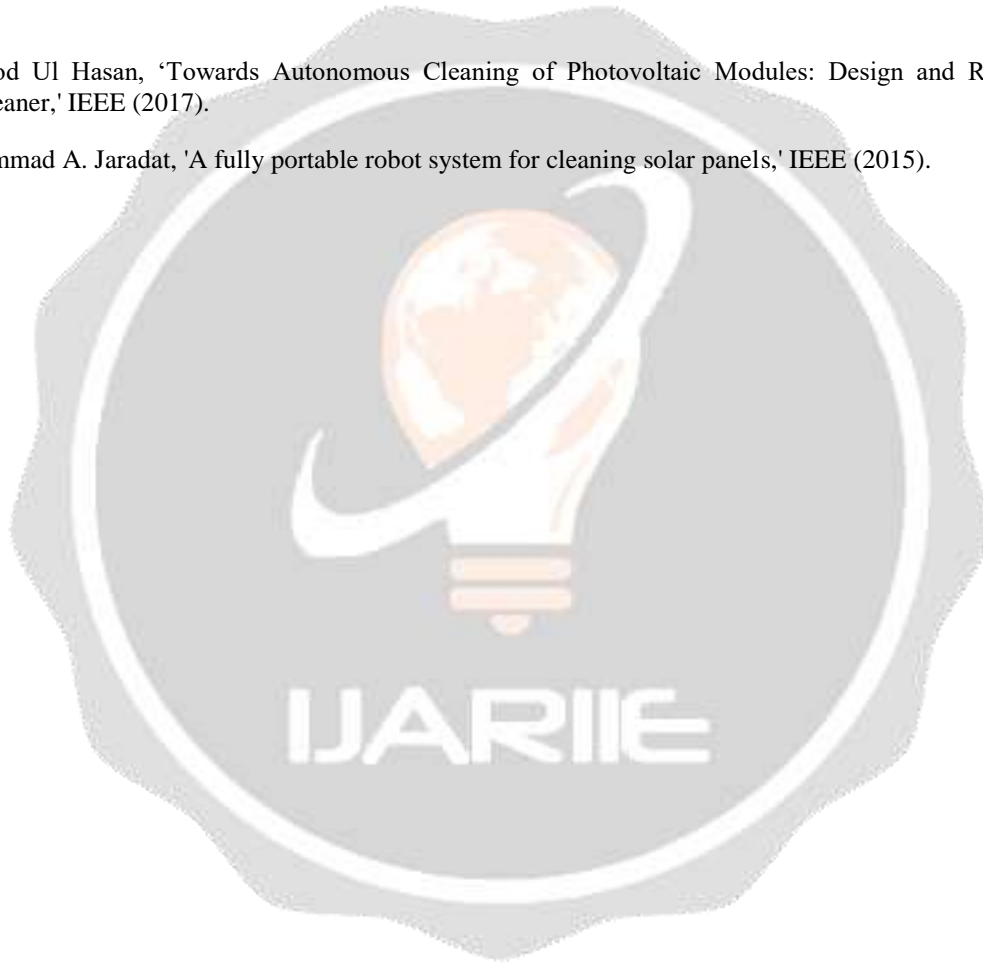 od Ul Hasan, ‘Towards Autonomous Cleaning of Photovoltaic Modules: Design and R
eaner,' IEEE (2017).
mmad A. Jaradat, 'A fully portable robot system for cleaning solar panels,' IEEE (2015).
IJARIIE